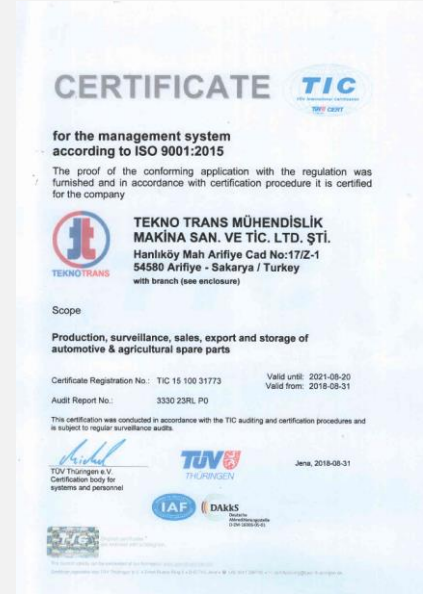 CERTIFICATE
TIC
TÜV CERT
for the management system
according to ISO 9001:2015
The proof of the conforming application with the regulation was
furnished and in accordance with certification procedure it is certified
for the company
TEKNOTRANS
TEKNO TRANS MÜHENDİSLİK
MAKİNA SAN. VE TİC. LTD. ŞTİ.
Hanlıköy Mah Arifiye Cad No:17/Z-1
54580 Arifiye - Sakarya / Turkey
with branch (see enclosure)
Scope
Production, surveillance, sales, export and storage of
automotive & agricultural spare parts
Certificate Registration No.: TIC 15 100 31773
Valid until: 2021-08-20
Valid from: 2018-08-31
Audit Report No.: 3330 23RL P0
This certification was conducted in accordance with the TIC auditing and certification procedures and
is subject to regular surveillance audits.
TÜV Thüringen e.V.
Certification body for
systems and personnel
TÜV
THÜRINGEN
Jena, 2018-08-31
IAF
DAkkS
Deutsche
Akkreditierungsstelle
TIC